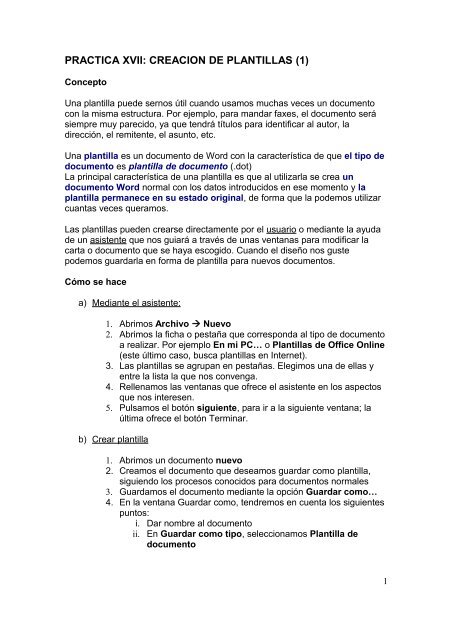 PRACTICA XVII: CREACION DE PLANTILLAS (1)
Concepto
Una plantilla puede sernos útil cuando usamos muchas veces un documento
con la misma estructura. Por ejemplo, para mandar faxes, el documento será
siempre muy parecido, ya que tendrá títulos para identificar al autor, la
dirección, el remitente, el asunto, etc.
Una plantilla es un documento de Word con la característica de que el tipo de
documento es plantilla de documento (.dot)
La principal característica de una plantilla es que al utilizarla se crea un
documento Word normal con los datos introducidos en ese momento y la
plantilla permanece en su estado original, de forma que la podemos utilizar
cuantas veces queramos.
Las plantillas pueden crearse directamente por el usuario o mediante la ayuda
de un asistente que nos guiará a través de unas ventanas para modificar la
carta o documento que se haya escogido. Cuando el diseño nos guste
podemos guardarla en forma de plantilla para nuevos documentos.
Cómo se hace
a) Mediante el asistente:
1. Abrimos Archivo → Nuevo
2. Abrimos la ficha o pestaña que corresponda al tipo de documento
a realizar. Por ejemplo En mi PC… o Plantillas de Office Online
(este último caso, busca plantillas en Internet).
3. Las plantillas se agrupan en pestañas. Elegimos una de ellas y
entre la lista la que nos convenga.
4. Rellenamos las ventanas que ofrece el asistente en los aspectos
que nos interesen.
5. Pulsamos el botón siguiente, para ir a la siguiente ventana; la
última ofrece el botón Terminar.
b) Crear plantilla
1. Abrimos un documento nuevo
2. Creamos el documento que deseamos guardar como plantilla,
siguiendo los procesos conocidos para documentos normales
3. Guardamos el documento mediante la opción Guardar como…
4. En la ventana Guardar como, tendremos en cuenta los siguientes
puntos:
i. Dar nombre al documento
ii. En Guardar como tipo, seleccionamos Plantilla de
documento
1